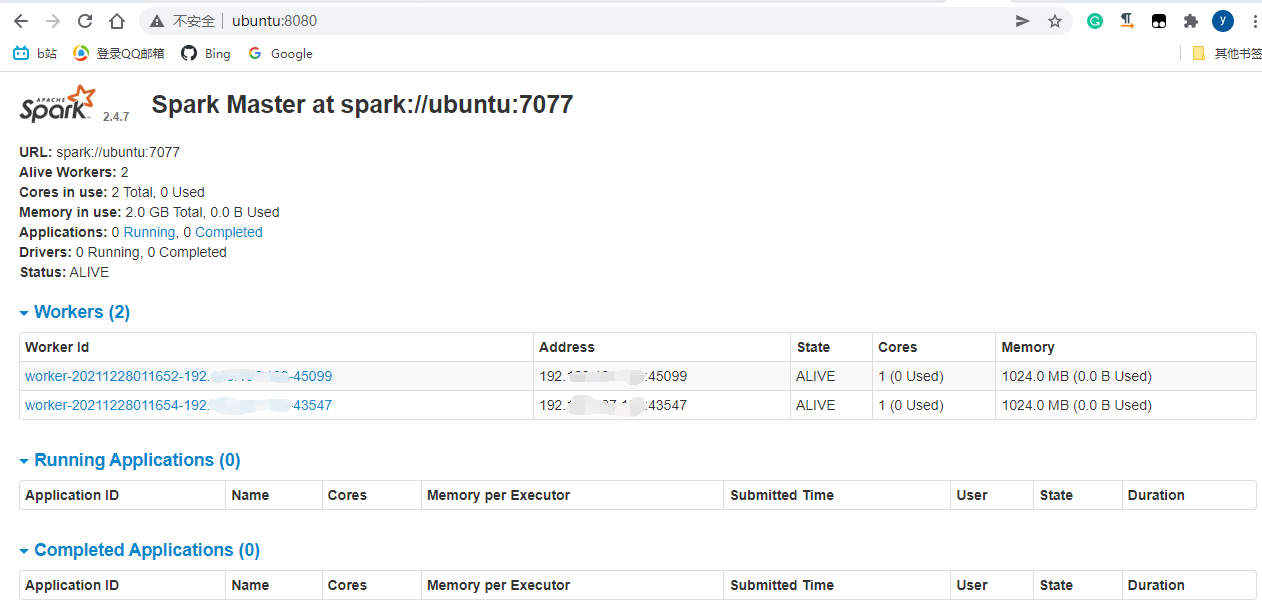 不安全 ubuntu:8080
y
b站 登录QQ邮箱 Bing Google 其他书签
APACHE Spark 2.4.7 Spark Master at spark://ubuntu:7077
URL: spark://ubuntu:7077
Alive Workers: 2
Cores in use: 2 Total, 0 Used
Memory in use: 2.0 GB Total, 0.0 B Used
Applications: 0 Running, 0 Completed
Drivers: 0 Running, 0 Completed
Status: ALIVE
Workers (2)
Worker Id Address State Cores Memory
worker-20211228011652-192. -45099 192. :45099 ALIVE 1 (0 Used) 1024.0 MB (0.0 B Used)
worker-20211228011654-192. -43547 192. :43547 ALIVE 1 (0 Used) 1024.0 MB (0.0 B Used)
Running Applications (0)
Application ID Name Cores Memory per Executor Submitted Time User State Duration
Completed Applications (0)
Application ID Name Cores Memory per Executor Submitted Time User State Duration